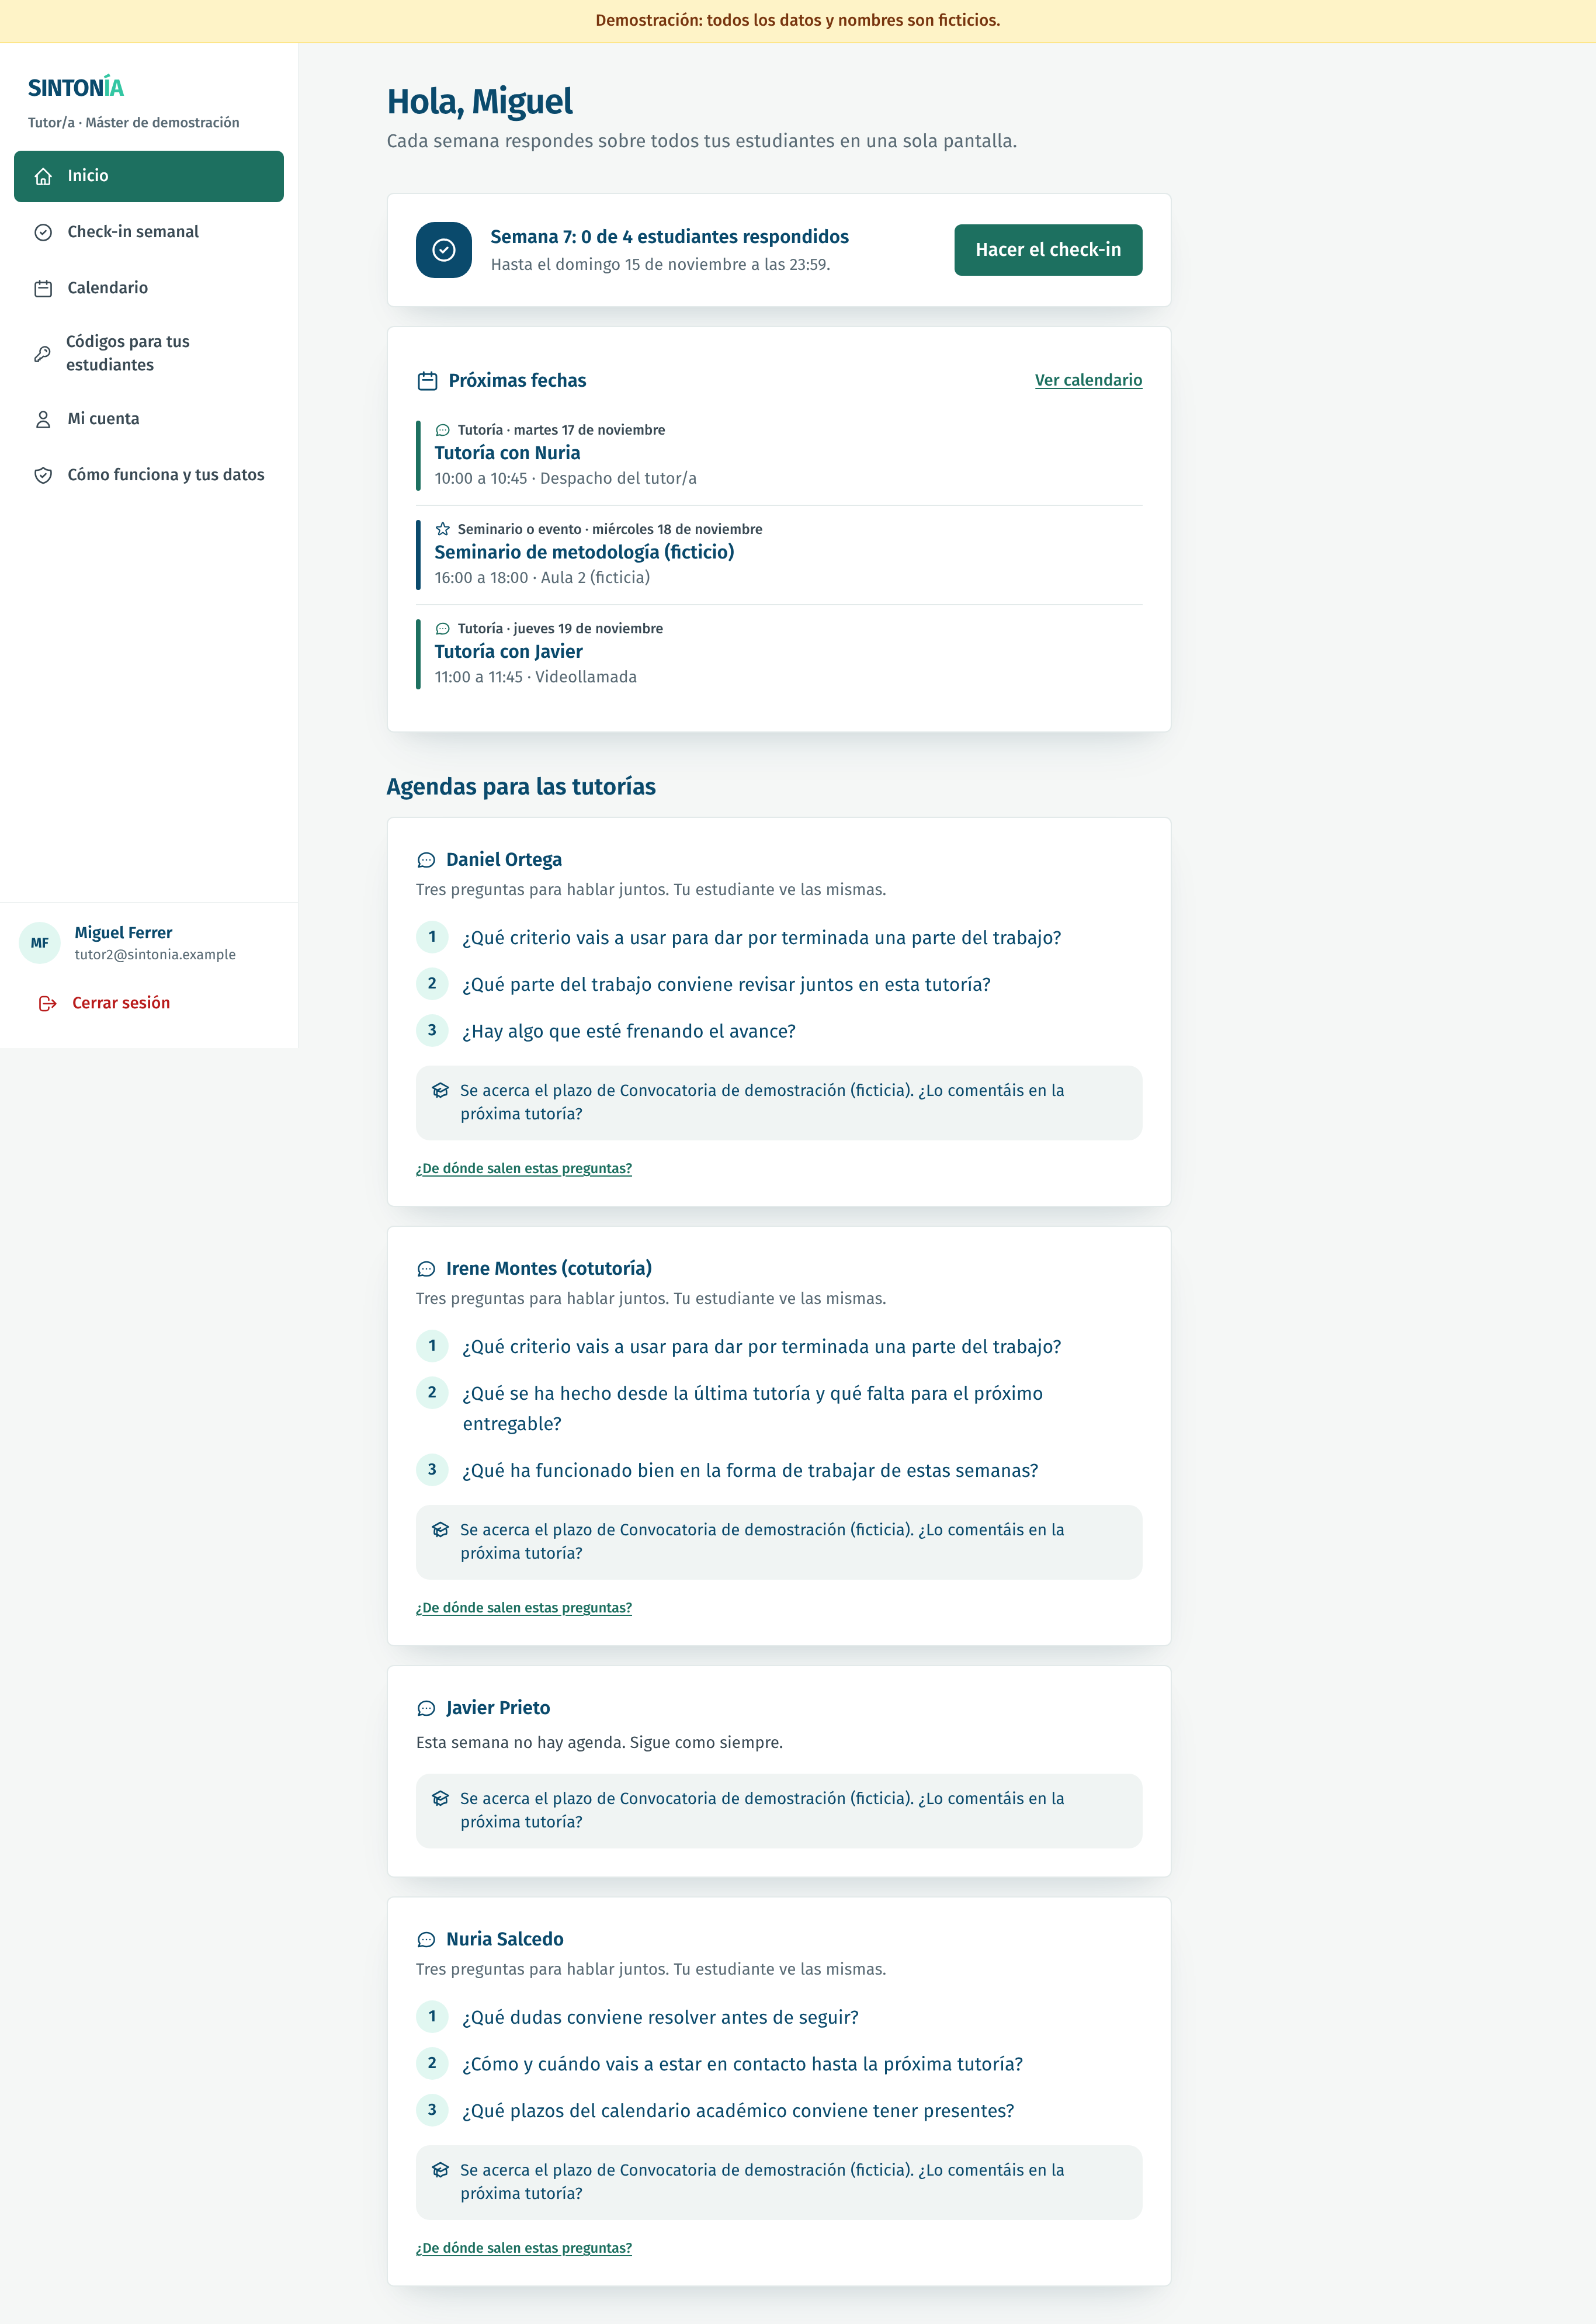 Demostración: todos los datos y nombres son ficticios.
SINTONÍA
Tutor/a · Máster de demostración
Inicio
Check-in semanal
Calendario
Códigos para tus
estudiantes
Mi cuenta
Cómo funciona y tus datos
MF
Miguel Ferrer
tutor2@sintonia.example
Cerrar sesión
Hola, Miguel
Cada semana respondes sobre todos tus estudiantes en una sola pantalla.
Semana 7: 0 de 4 estudiantes respondidos
Hasta el domingo 15 de noviembre a las 23:59.
Hacer el check-in
Próximas fechas
Ver calendario
Tutoría · martes 17 de noviembre
Tutoría con Nuria
10:00 a 10:45 · Despacho del tutor/a
Seminario o evento · miércoles 18 de noviembre
Seminario de metodología (ficticio)
16:00 a 18:00 · Aula 2 (ficticia)
Tutoría · jueves 19 de noviembre
Tutoría con Javier
11:00 a 11:45 · Videollamada
Agendas para las tutorías
Daniel Ortega
Tres preguntas para hablar juntos. Tu estudiante ve las mismas.
1 ¿Qué criterio vais a usar para dar por terminada una parte del trabajo?
2 ¿Qué parte del trabajo conviene revisar juntos en esta tutoría?
3 ¿Hay algo que esté frenando el avance?
Se acerca el plazo de Convocatoria de demostración (ficticia). ¿Lo comentáis en la
próxima tutoría?
¿De dónde salen estas preguntas?
Irene Montes (cotutoría)
Tres preguntas para hablar juntos. Tu estudiante ve las mismas.
1 ¿Qué criterio vais a usar para dar por terminada una parte del trabajo?
2 ¿Qué se ha hecho desde la última tutoría y qué falta para el próximo
entregable?
3 ¿Qué ha funcionado bien en la forma de trabajar de estas semanas?
Se acerca el plazo de Convocatoria de demostración (ficticia). ¿Lo comentáis en la
próxima tutoría?
¿De dónde salen estas preguntas?
Javier Prieto
Esta semana no hay agenda. Sigue como siempre.
Se acerca el plazo de Convocatoria de demostración (ficticia). ¿Lo comentáis en la
próxima tutoría?
Nuria Salcedo
Tres preguntas para hablar juntos. Tu estudiante ve las mismas.
1 ¿Qué dudas conviene resolver antes de seguir?
2 ¿Cómo y cuándo vais a estar en contacto hasta la próxima tutoría?
3 ¿Qué plazos del calendario académico conviene tener presentes?
Se acerca el plazo de Convocatoria de demostración (ficticia). ¿Lo comentáis en la
próxima tutoría?
¿De dónde salen estas preguntas?